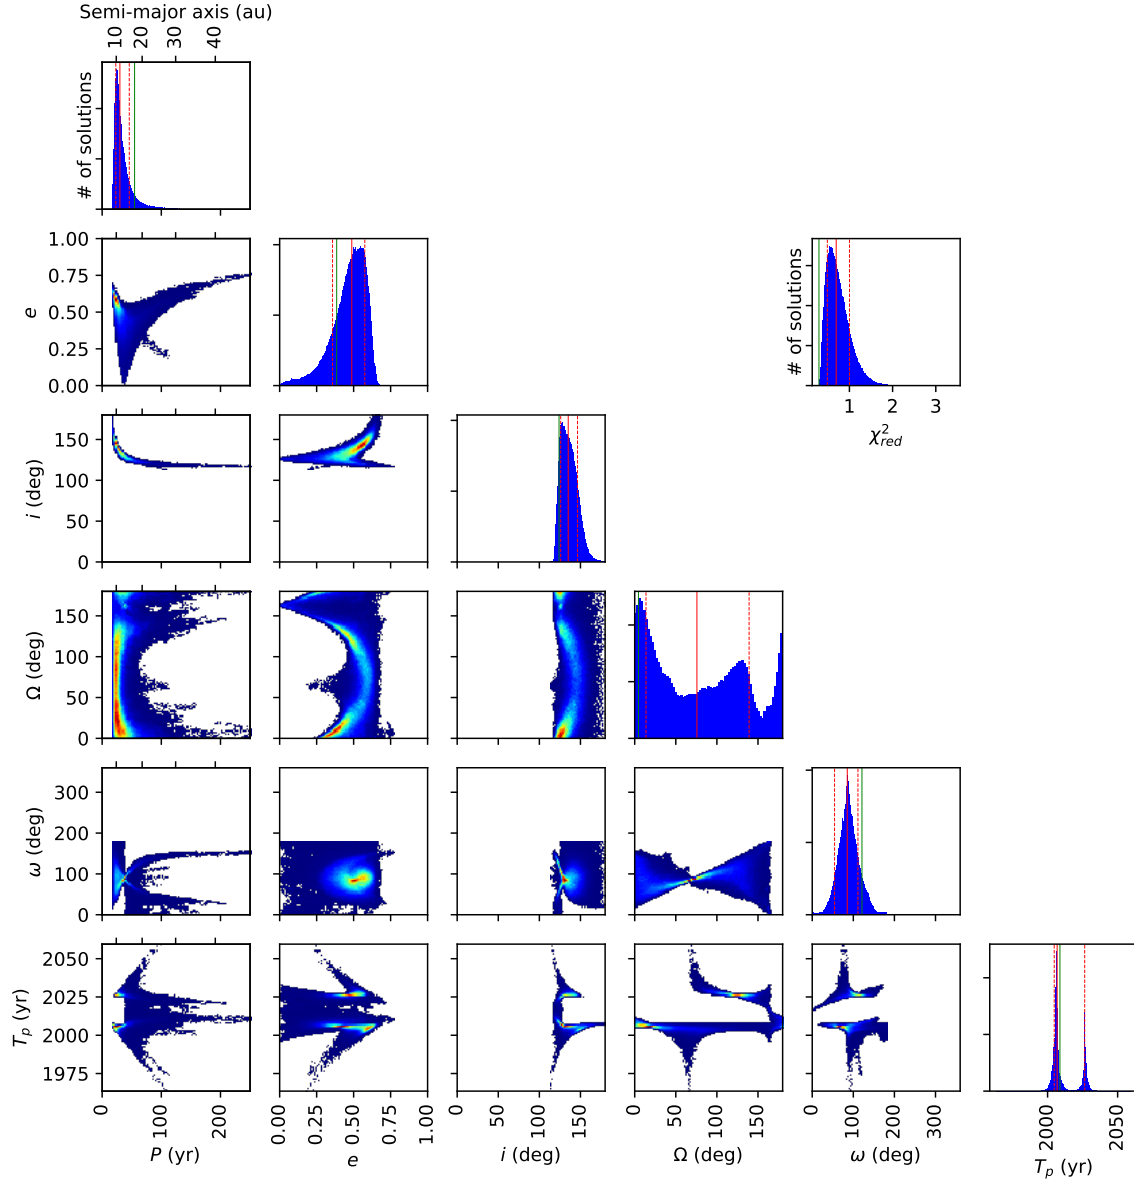 Semi-major axis (au)
10 20 30 40
# of solutions
1.00
0.75
0.50
0.25
0.00
e
# of solutions
1 2 3
χ²red
150
100
50
0
i (deg)
150
100
50
0
Ω (deg)
300
200
100
0
ω (deg)
2050
2025
2000
1975
Tp (yr)
0 100 200
P (yr)
0.00 0.25 0.50 0.75 1.00
e
0 50 100 150
i (deg)
0 50 100 150
Ω (deg)
0 100 200 300
ω (deg)
2000 2050
Tp (yr)